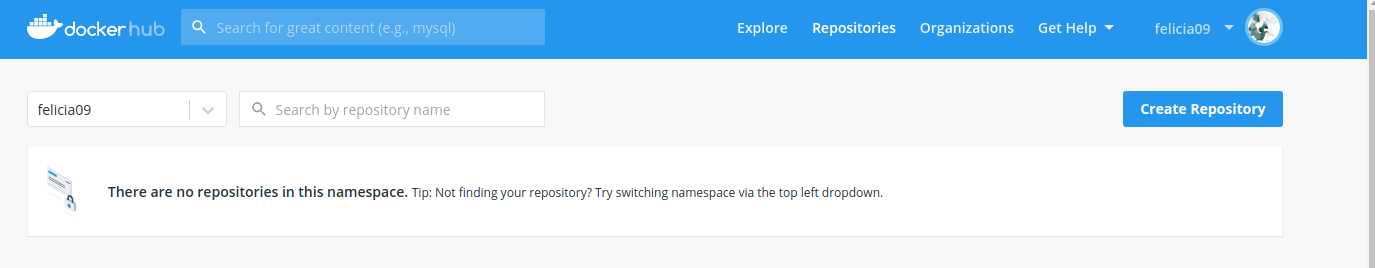 docker hub
Search for great content (e.g., mysql)
Explore
Repositories
Organizations
Get Help
felicia09
felicia09
Search by repository name
Create Repository
There are no repositories in this namespace. Tip: Not finding your repository? Try switching namespace via the top left dropdown.